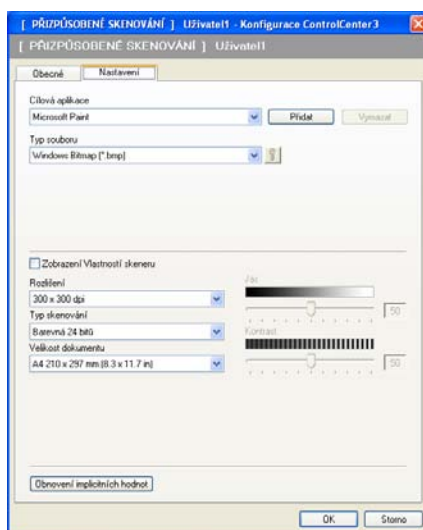 [ PŘIZPŮSOBENÉ SKENOVÁNÍ ] Uživatel1 - Konfigurace ControlCenter3
[ PŘIZPŮSOBENÉ SKENOVÁNÍ ] Uživatel1
Obecné Nastavení
Cílová aplikace
Microsoft Paint Přidat Vymazat
Typ souboru
Windows Bitmap (*.bmp)
Zobrazení Vlastností skeneru
Rozlišení Jas
300 x 300 dpi 50
Typ skenování Kontrast
Barevná 24 bitů
Velikost dokumentu
A4 210 x 297 mm (8.3 x 11.7 in) 50
Obnovení implicitních hodnot
OK Storno